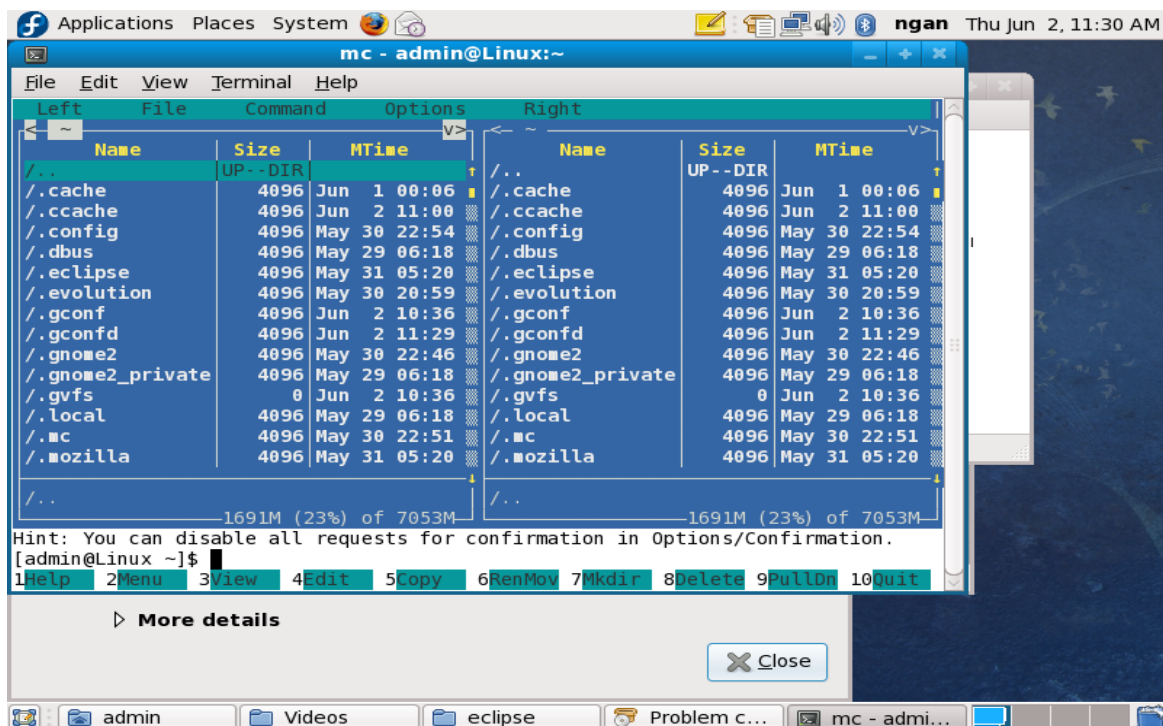 Applications Places System ngan Thu Jun 2, 11:30 AM
mc - admin@Linux:~
File Edit View Terminal Help
Left File Command Options Right
<- ~ v> <- ~ v>
Name Size MTime Name Size MTime
/.. UP--DIR /.. UP--DIR
/.cache 4096 Jun 1 00:06 /.cache 4096 Jun 1 00:06
/.ccache 4096 Jun 2 11:00 /.ccache 4096 Jun 2 11:00
/.config 4096 May 30 22:54 /.config 4096 May 30 22:54
/.dbus 4096 May 29 06:18 /.dbus 4096 May 29 06:18
/.eclipse 4096 May 31 05:20 /.eclipse 4096 May 31 05:20
/.evolution 4096 May 30 20:59 /.evolution 4096 May 30 20:59
/.gconf 4096 Jun 2 10:36 /.gconf 4096 Jun 2 10:36
/.gconfd 4096 Jun 2 11:29 /.gconfd 4096 Jun 2 11:29
/.gnome2 4096 May 30 22:46 /.gnome2 4096 May 30 22:46
/.gnome2_private 4096 May 29 06:18 /.gnome2_private 4096 May 29 06:18
/.gvfs 0 Jun 2 10:36 /.gvfs 0 Jun 2 10:36
/.local 4096 May 29 06:18 /.local 4096 May 29 06:18
/.mc 4096 May 30 22:51 /.mc 4096 May 30 22:51
/.mozilla 4096 May 31 05:20 /.mozilla 4096 May 31 05:20
/.. /..
1691M (23%) of 7053M 1691M (23%) of 7053M
Hint: You can disable all requests for confirmation in Options/Confirmation.
[admin@Linux ~]$
1Help 2Menu 3View 4Edit 5Copy 6RenMov 7Mkdir 8Delete 9PullDn 10Quit
More details
Close
admin Videos eclipse Problem c... mc - admi...